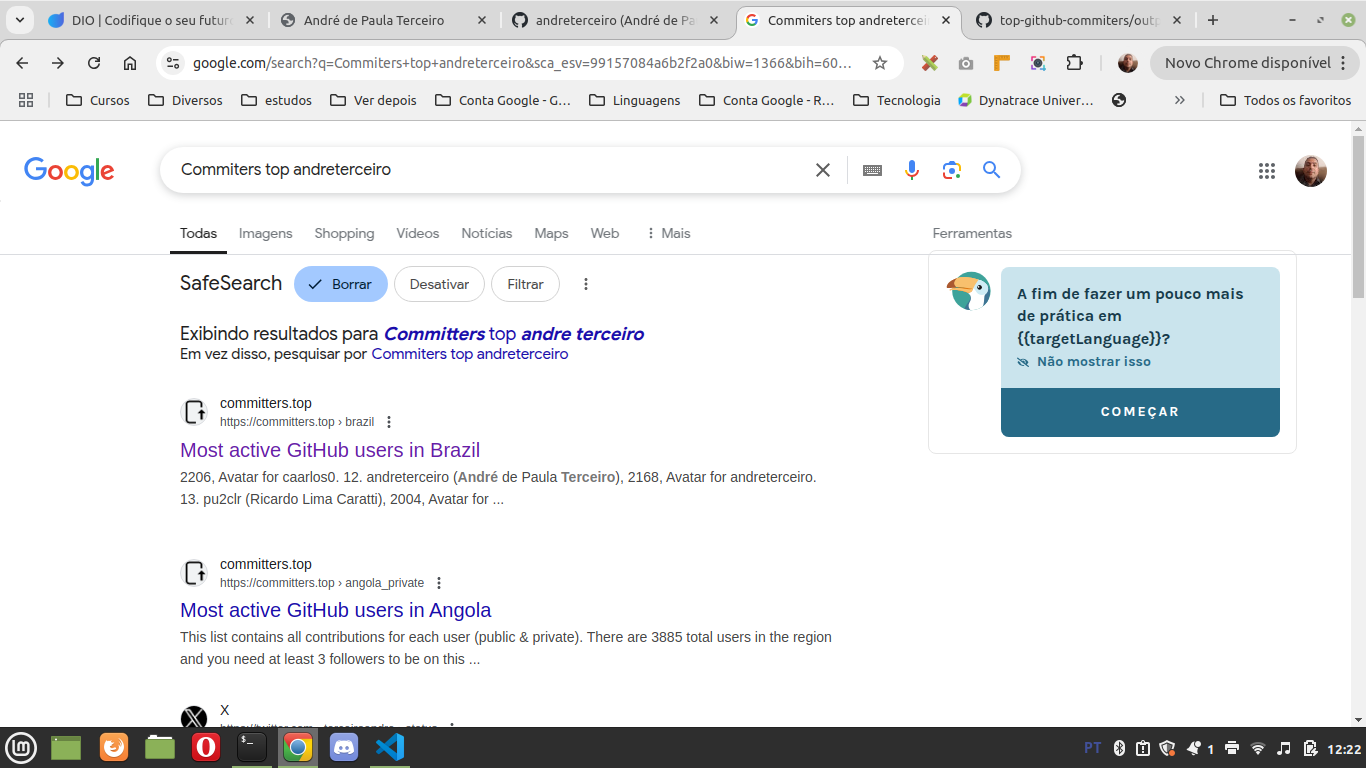 DIO | Codifique o seu futuro
André de Paula Terceiro
andreterceiro (André de Pa
Commiters top andreterceir
top-github-commiters/outp
google.com/search?q=Commiters+top+andreterceiro&sca_esv=99157084a6b2f2a0&biw=1366&bih=60...
Novo Chrome disponível
Cursos
Diversos
estudos
Ver depois
Conta Google - G...
Linguagens
Conta Google - R...
Tecnologia
Dynatrace Univer...
Todos os favoritos
Google
Commiters top andreterceiro
Todas
Imagens
Shopping
Vídeos
Notícias
Maps
Web
Mais
Ferramentas
SafeSearch
Borrar
Desativar
Filtrar
A fim de fazer um pouco mais
de prática em
{{targetLanguage}}?
Não mostrar isso
COMEÇAR
Exibindo resultados para Committers top andre terceiro
Em vez disso, pesquisar por Commiters top andreterceiro
committers.top
https://committers.top › brazil
Most active GitHub users in Brazil
2206, Avatar for caarlos0. 12. andreterceiro (André de Paula Terceiro), 2168, Avatar for andreterceiro.
13. pu2clr (Ricardo Lima Caratti), 2004, Avatar for ...
committers.top
https://committers.top › angola_private
Most active GitHub users in Angola
This list contains all contributions for each user (public & private). There are 3885 total users in the region
and you need at least 3 followers to be on this ...
X
PT
1
12:22